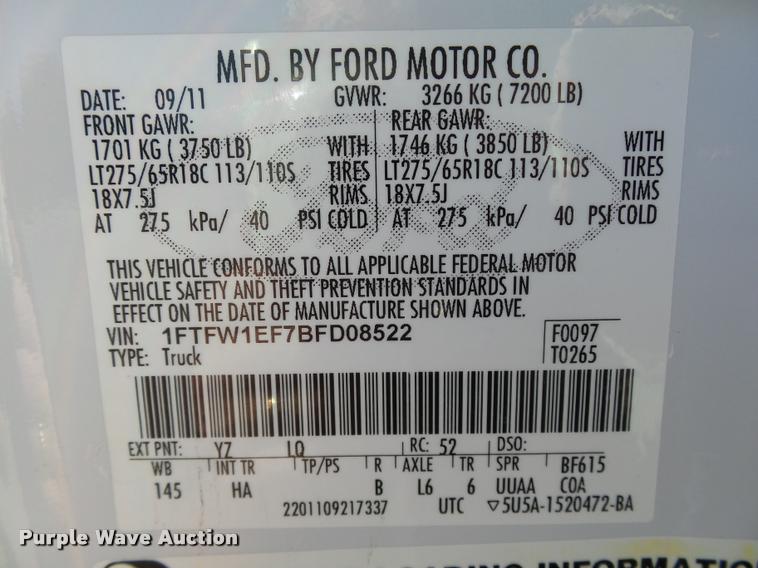 MFD. BY FORD MOTOR CO.
DATE: 09/11 GVWR: 3266 KG ( 7200 LB)
FRONT GAWR: REAR GAWR:
1701 KG ( 3750 LB) WITH 1746 KG ( 3850 LB) WITH
LT275/65R18C 113/110S TIRES LT275/65R18C 113/110S TIRES
18X7.5J RIMS 18X7.5J RIMS
AT 275 kPa/ 40 PSI COLD AT 275 kPa/ 40 PSI COLD
THIS VEHICLE CONFORMS TO ALL APPLICABLE FEDERAL MOTOR
VEHICLE SAFETY AND THEFT PREVENTION STANDARDS IN
EFFECT ON THE DATE OF MANUFACTURE SHOWN ABOVE.
VIN: 1FTFW1EF7BFD08522 F0097
TYPE: Truck T0265
EXT PNT: YZ LQ RC: 52 DSO:
WB INT TR TP/PS R AXLE TR SPR BF615
145 HA B L6 6 UUAA COA
2201109217337 UTC ▽5U5A-1520472-BA
Purple Wave Auction
LOADING INFORMATION